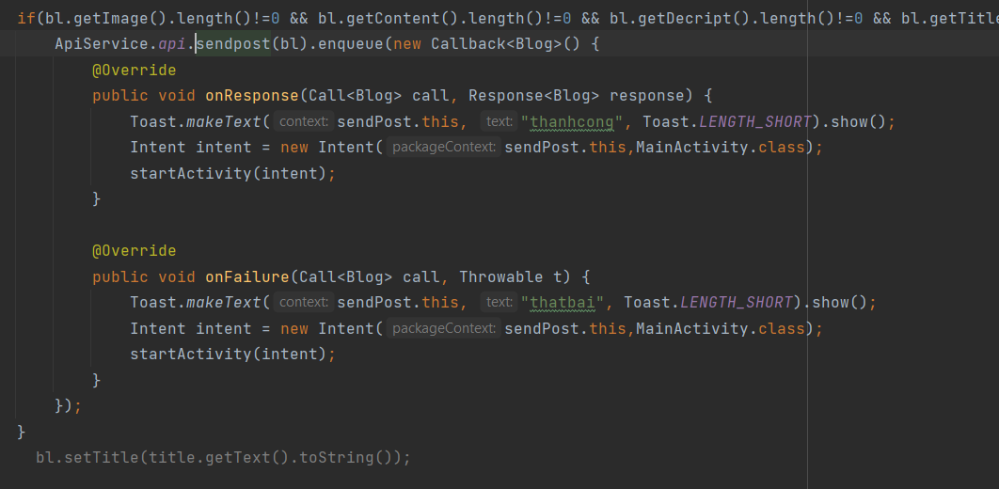 if(bl.getImage().length()!=0 && bl.getContent().length()!=0 && bl.getDecript().length()!=0 && bl.getTitle
ApiService.api.sendpost(bl).enqueue(new Callback<Blog>() {
@Override
public void onResponse(Call<Blog> call, Response<Blog> response) {
Toast.makeText( context: sendPost.this, text: "thanhcong", Toast.LENGTH_SHORT).show();
Intent intent = new Intent( packageContext: sendPost.this,MainActivity.class);
startActivity(intent);
}
@Override
public void onFailure(Call<Blog> call, Throwable t) {
Toast.makeText( context: sendPost.this, text: "thatbai", Toast.LENGTH_SHORT).show();
Intent intent = new Intent( packageContext: sendPost.this,MainActivity.class);
startActivity(intent);
}
});
}
bl.setTitle(title.getText().toString());